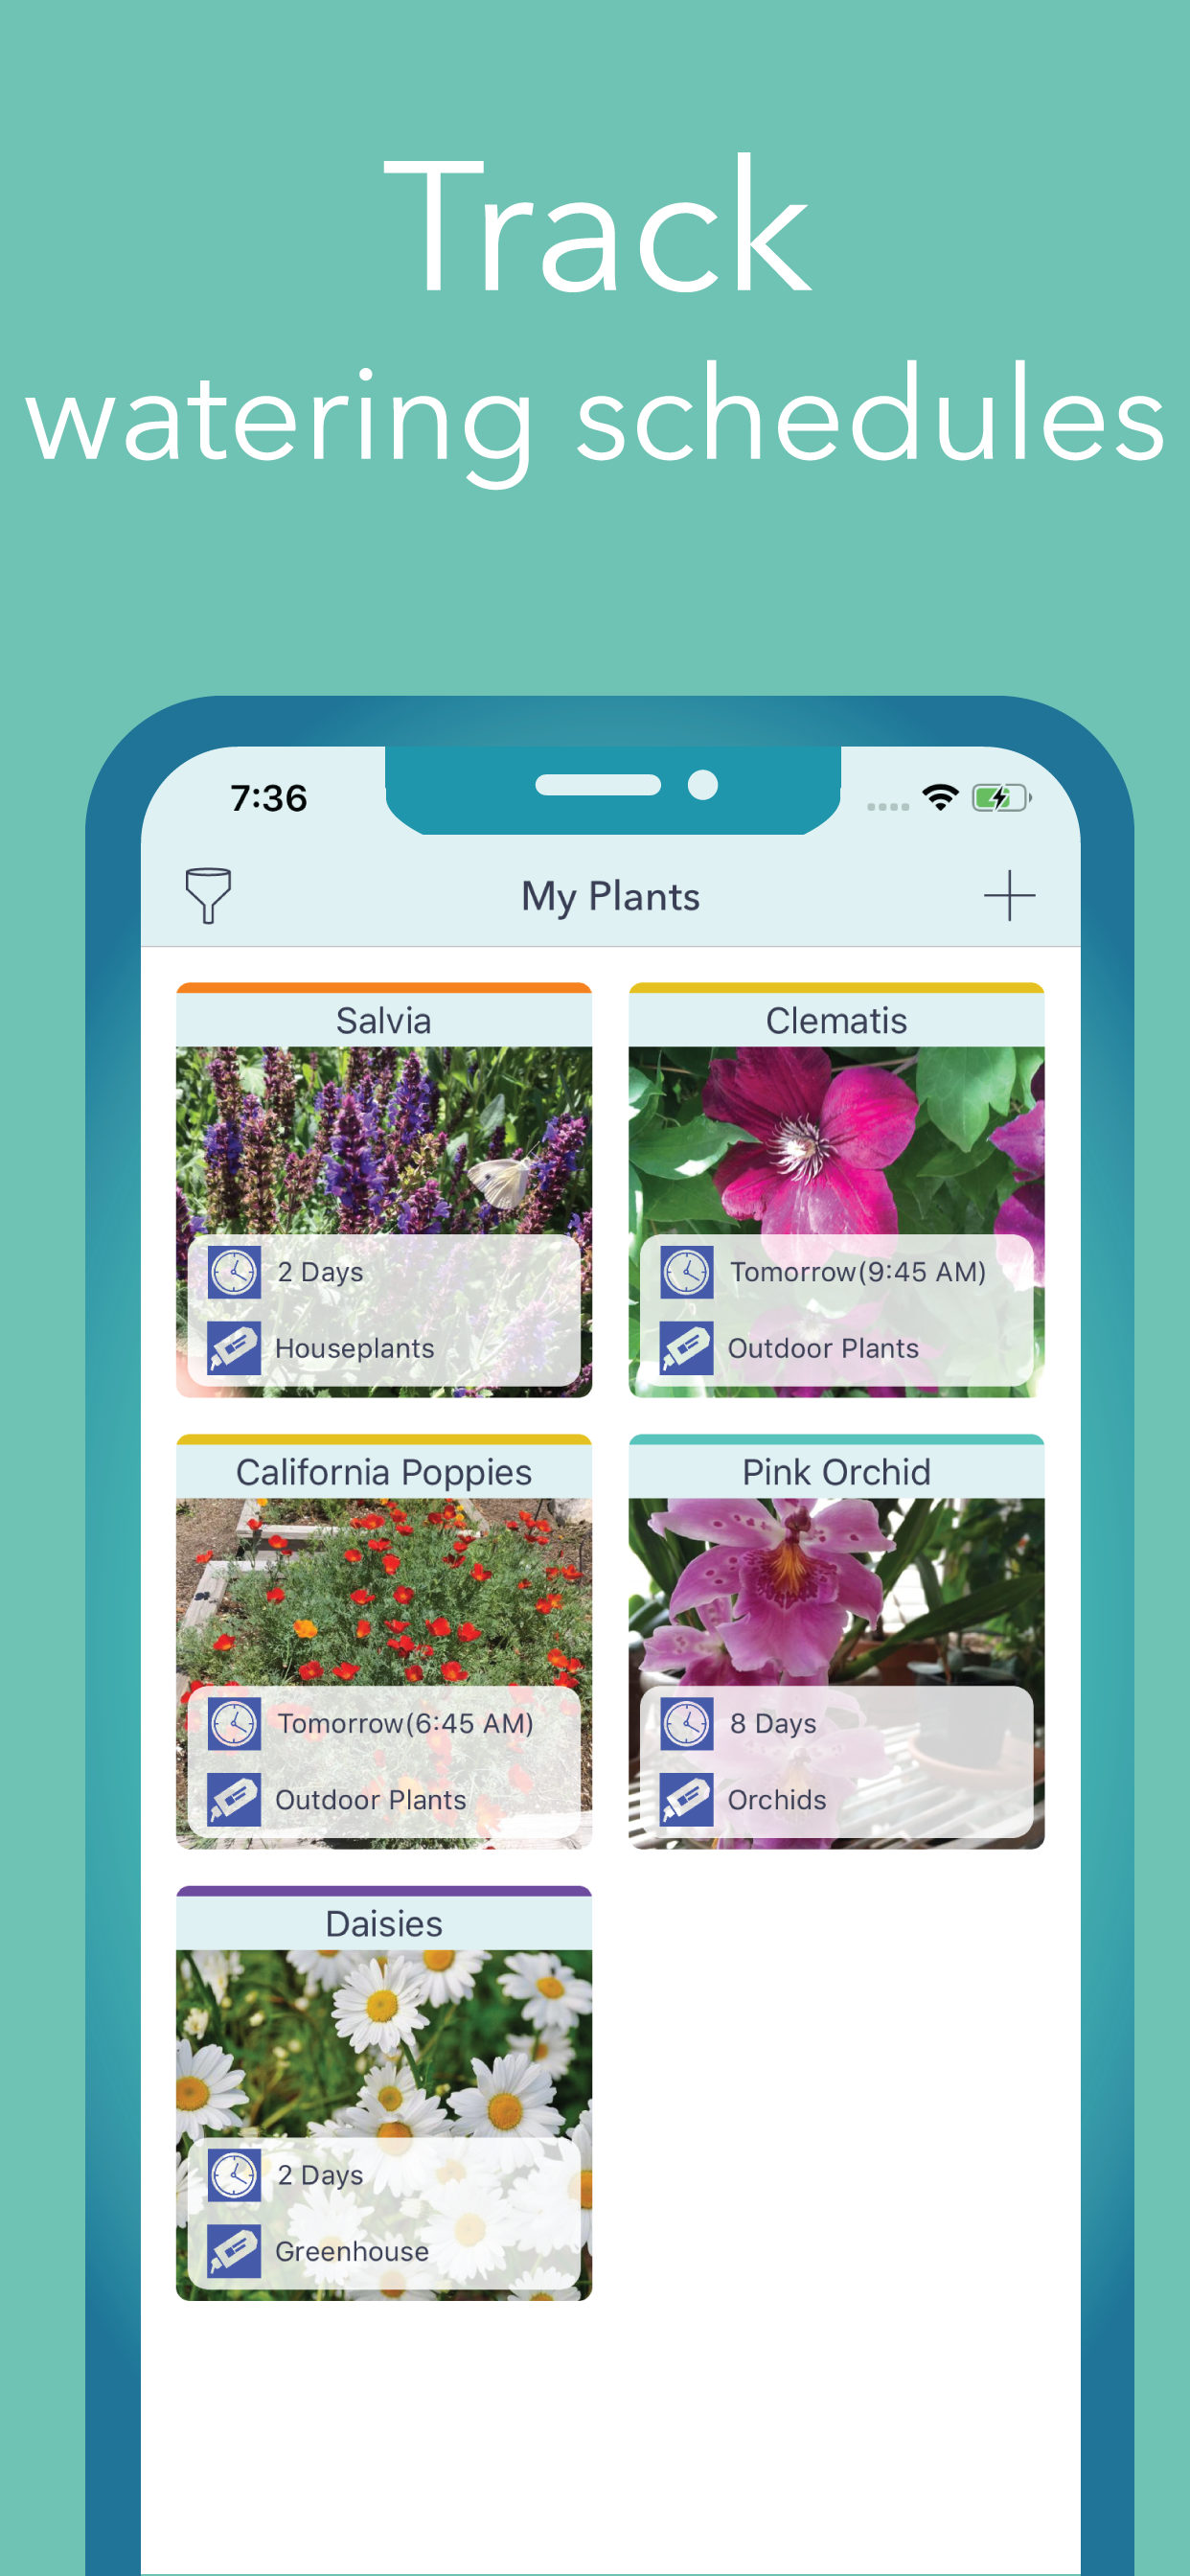 Track
watering schedules
7:36
My Plants
Salvia
2 Days
Houseplants
Clematis
Tomorrow(9:45 AM)
Outdoor Plants
California Poppies
Tomorrow(6:45 AM)
Outdoor Plants
Pink Orchid
8 Days
Orchids
Daisies
2 Days
Greenhouse